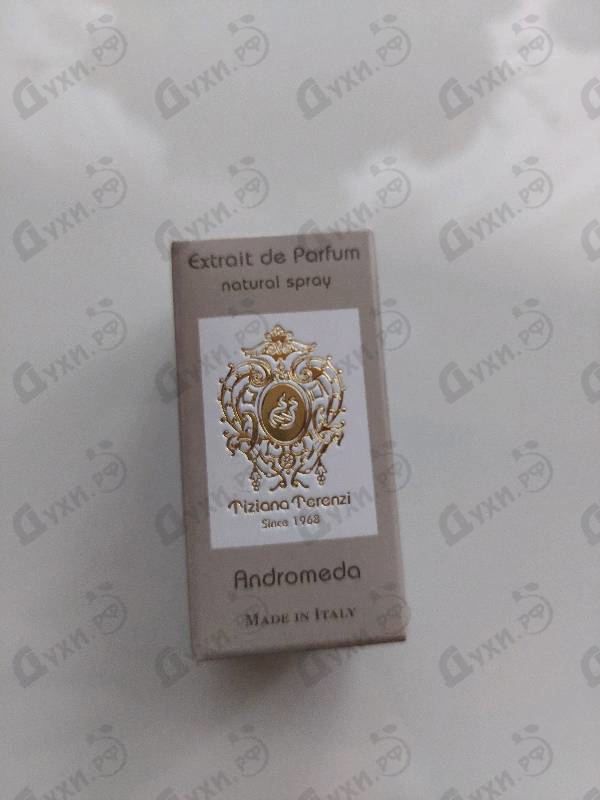 Extrait de Parfum
natural spray
Tiziana Terenzi
Since 1968
Andromeda
MADE IN ITALY
ДУХИ.РФ